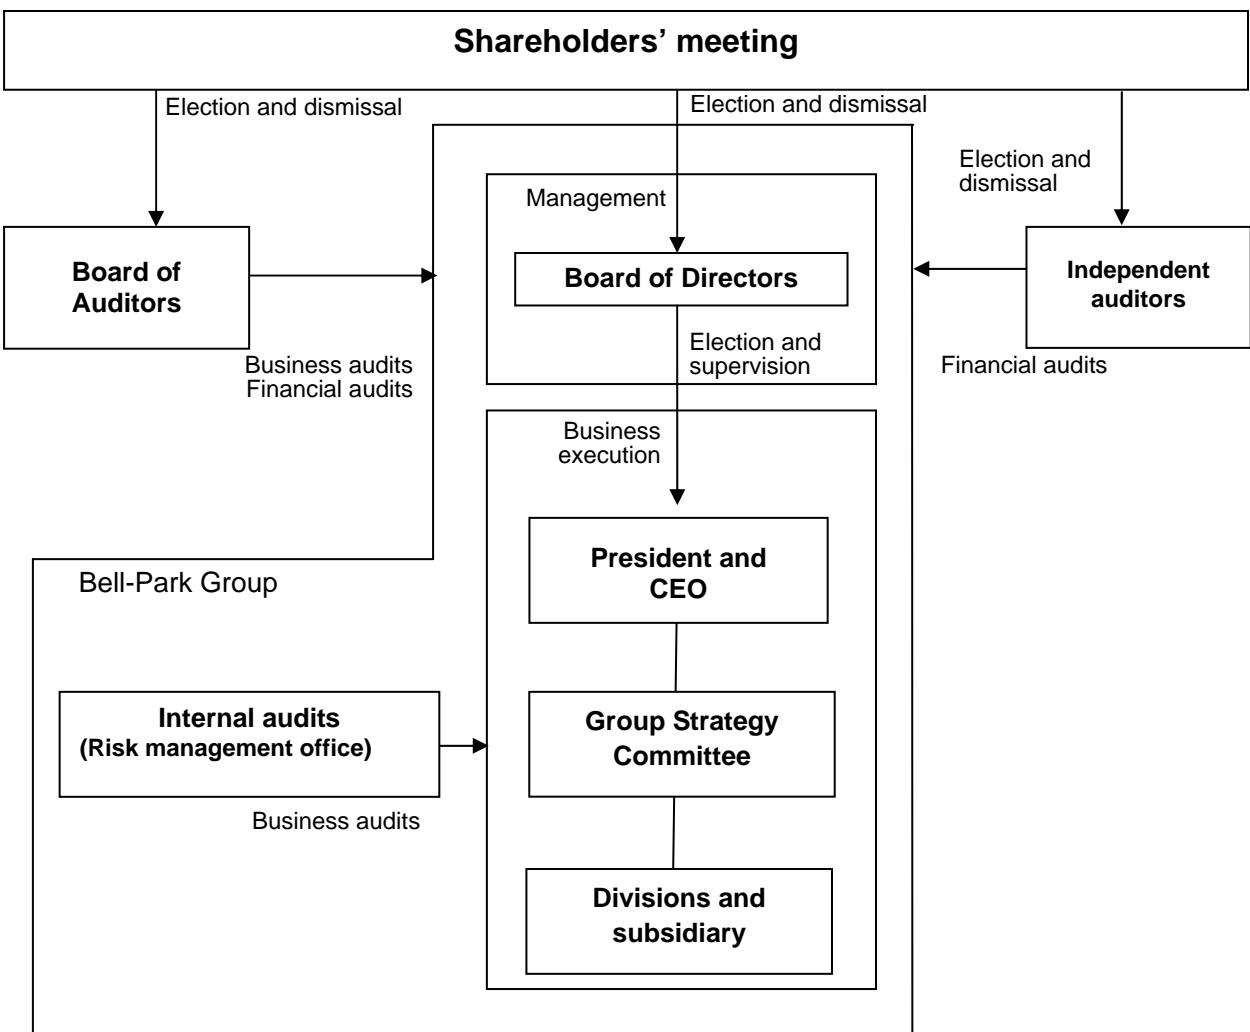 Shareholders’ meeting
Election and dismissal
Election and dismissal
Election and
dismissal
Management
Board of
Auditors
Board of Directors
Independent
auditors
Business audits
Financial audits
Election and
supervision
Financial audits
Business
execution
President and
CEO
Bell-Park Group
Internal audits
(Risk management office)
Group Strategy
Committee
Business audits
Divisions and
subsidiary